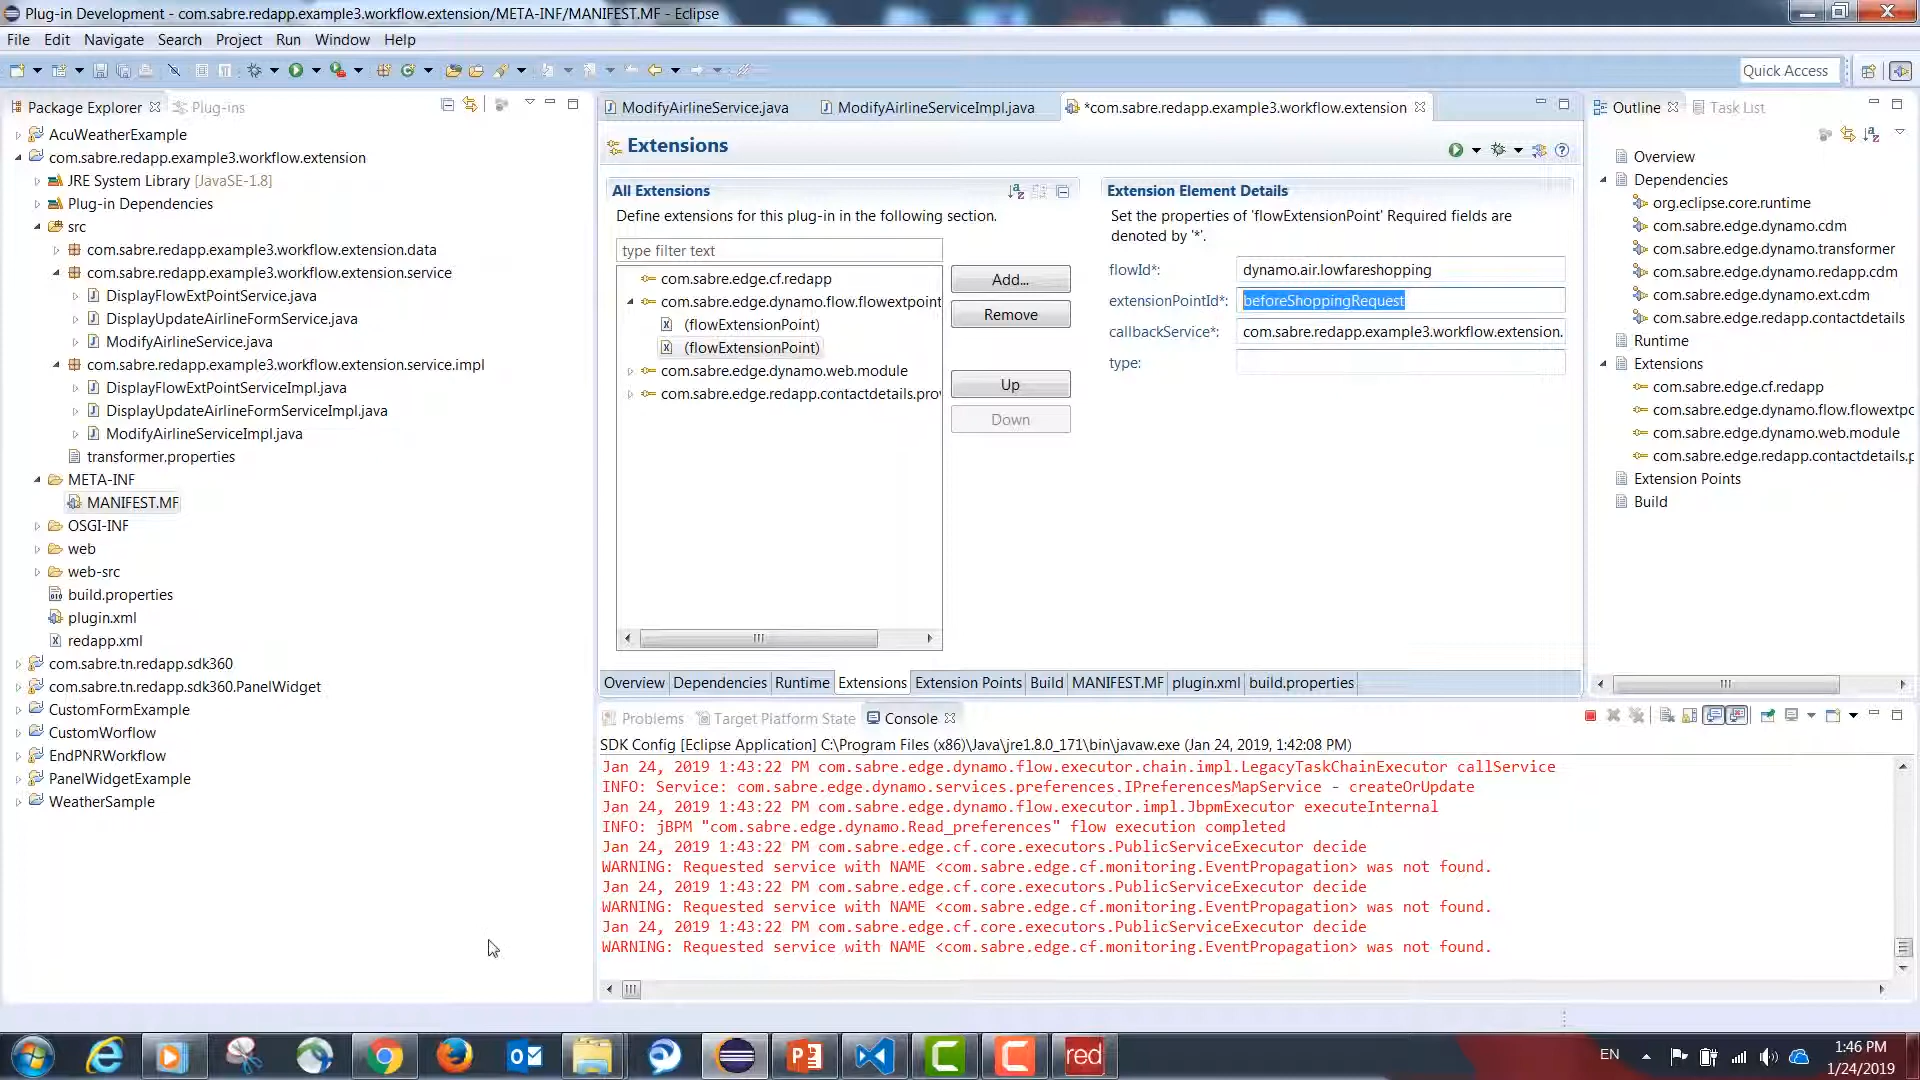 Plug-in Development - com.sabre.redapp.example3.workflow.extension/META-INF/MANIFEST.MF - Eclipse
File Edit Navigate Search Project Run Window Help
Quick Access
Package Explorer Plug-ins
AcuWeatherExample
com.sabre.redapp.example3.workflow.extension
JRE System Library [JavaSE-1.8]
Plug-in Dependencies
src
com.sabre.redapp.example3.workflow.extension.data
com.sabre.redapp.example3.workflow.extension.service
DisplayFlowExtPointService.java
DisplayUpdateAirlineFormService.java
ModifyAirlineService.java
com.sabre.redapp.example3.workflow.extension.service.impl
DisplayFlowExtPointServiceImpl.java
DisplayUpdateAirlineFormServiceImpl.java
ModifyAirlineServiceImpl.java
transformer.properties
META-INF
MANIFEST.MF
OSGI-INF
web
web-src
build.properties
plugin.xml
redapp.xml
com.sabre.tn.redapp.sdk360
com.sabre.tn.redapp.sdk360.PanelWidget
CustomFormExample
CustomWorflow
EndPNRWorkflow
PanelWidgetExample
WeatherSample
ModifyAirlineService.java ModifyAirlineServiceImpl.java *com.sabre.redapp.example3.workflow.extension
Extensions
All Extensions
Define extensions for this plug-in in the following section.
type filter text
com.sabre.edge.cf.redapp
com.sabre.edge.dynamo.flow.flowextpoint
(flowExtensionPoint)
(flowExtensionPoint)
com.sabre.edge.dynamo.web.module
com.sabre.edge.redapp.contactdetails.pro
Add...
Remove
Up
Down
Extension Element Details
Set the properties of 'flowExtensionPoint' Required fields are
denoted by '*'.
flowId*: dynamo.air.lowfareshopping
extensionPointId*: beforeShoppingRequest
callbackService*: com.sabre.redapp.example3.workflow.extension.
type:
Overview Dependencies Runtime Extensions Extension Points Build MANIFEST.MF plugin.xml build.properties
Outline Task List
Overview
Dependencies
org.eclipse.core.runtime
com.sabre.edge.dynamo.cdm
com.sabre.edge.dynamo.transformer
com.sabre.edge.dynamo.redapp.cdm
com.sabre.edge.dynamo.ext.cdm
com.sabre.edge.redapp.contactdetails
Runtime
Extensions
com.sabre.edge.cf.redapp
com.sabre.edge.dynamo.flow.flowextpc
com.sabre.edge.dynamo.web.module
com.sabre.edge.redapp.contactdetails.p
Extension Points
Build
Problems Target Platform State Console
SDK Config [Eclipse Application] C:\Program Files (x86)\Java\jre1.8.0_171\bin\javaw.exe (Jan 24, 2019, 1:42:08 PM)
Jan 24, 2019 1:43:22 PM com.sabre.edge.dynamo.flow.executor.chain.impl.LegacyTaskChainExecutor callService
INFO: Service: com.sabre.edge.dynamo.services.preferences.IPreferencesMapService - createOrUpdate
Jan 24, 2019 1:43:22 PM com.sabre.edge.dynamo.flow.executor.impl.JbpmExecutor executeInternal
INFO: jBPM "com.sabre.edge.dynamo.Read_preferences" flow execution completed
Jan 24, 2019 1:43:22 PM com.sabre.edge.cf.core.executors.PublicServiceExecutor decide
WARNING: Requested service with NAME <com.sabre.edge.cf.monitoring.EventPropagation> was not found.
Jan 24, 2019 1:43:22 PM com.sabre.edge.cf.core.executors.PublicServiceExecutor decide
WARNING: Requested service with NAME <com.sabre.edge.cf.monitoring.EventPropagation> was not found.
Jan 24, 2019 1:43:22 PM com.sabre.edge.cf.core.executors.PublicServiceExecutor decide
WARNING: Requested service with NAME <com.sabre.edge.cf.monitoring.EventPropagation> was not found.
red
EN
1:46 PM
1/24/2019